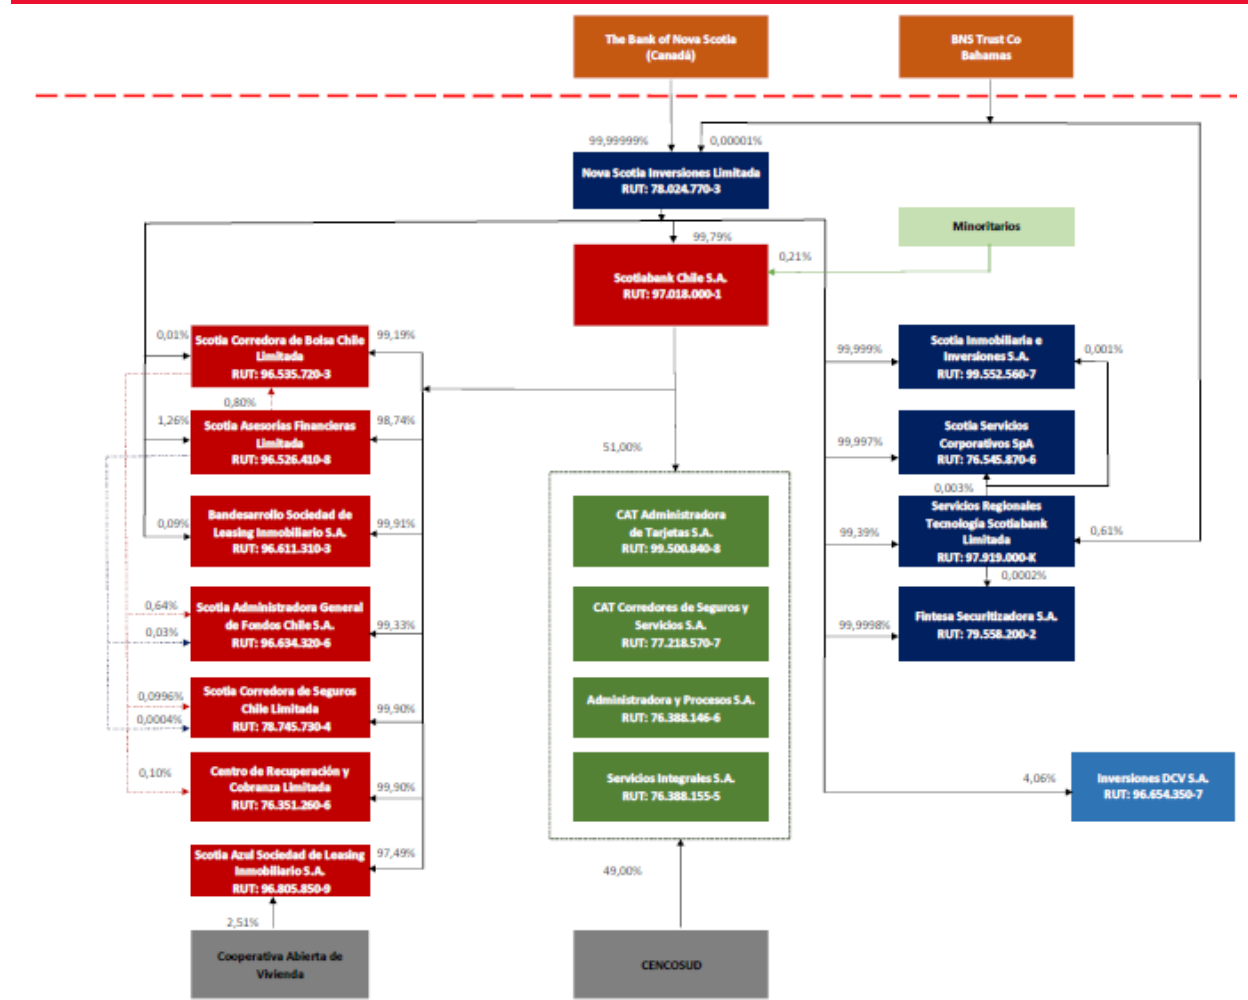 The Bank of Nova Scotia
(Canadá)
BNS Trust Co
Bahamas
99,99999%
0,00001%
Nova Scotia Inversiones Limitada
RUT: 78.024.770-3
99,79%
Minoritarios
0,21%
Scotiabank Chile S.A.
RUT: 97.018.000-1
0,01%
Scotia Corredora de Bolsa Chile
Limitada
RUT: 96.535.720-3
99,19%
0,80%
1,26%
Scotia Asesorías Financieras
Limitada
RUT: 96.526.410-8
98,74%
0,09%
Bandesarrollo Sociedad de
Leasing Inmobiliario S.A.
RUT: 96.611.310-3
99,91%
0,64%
0,03%
Scotia Administradora General
de Fondos Chile S.A.
RUT: 96.634.320-6
99,33%
0,0996%
0,0004%
Scotia Corredora de Seguros
Chile Limitada
RUT: 78.745.730-4
99,90%
0,10%
Centro de Recuperación y
Cobranza Limitada
RUT: 76.351.260-6
99,90%
Scotia Azul Sociedad de Leasing
Inmobiliario S.A.
RUT: 96.805.850-9
97,49%
2,51%
Cooperativa Abierta de
Vivienda
51,00%
CAT Administradora
de Tarjetas S.A.
RUT: 99.500.840-8
CAT Corredores de Seguros y
Servicios S.A.
RUT: 77.218.570-7
Administradora y Procesos S.A.
RUT: 76.388.146-6
Servicios Integrales S.A.
RUT: 76.388.155-5
49,00%
CENCOSUD
99,999%
Scotia Inmobiliaria e
Inversiones S.A.
RUT: 99.552.560-7
0,001%
99,997%
Scotia Servicios
Corporativos SpA
RUT: 76.545.870-6
0,003%
99,39%
Servicios Regionales
Tecnología Scotiabank
Limitada
RUT: 97.919.000-K
0,61%
0,0002%
99,9998%
Fintesa Securitizadora S.A.
RUT: 79.558.200-2
4,06%
Inversiones DCV S.A.
RUT: 96.654.350-7